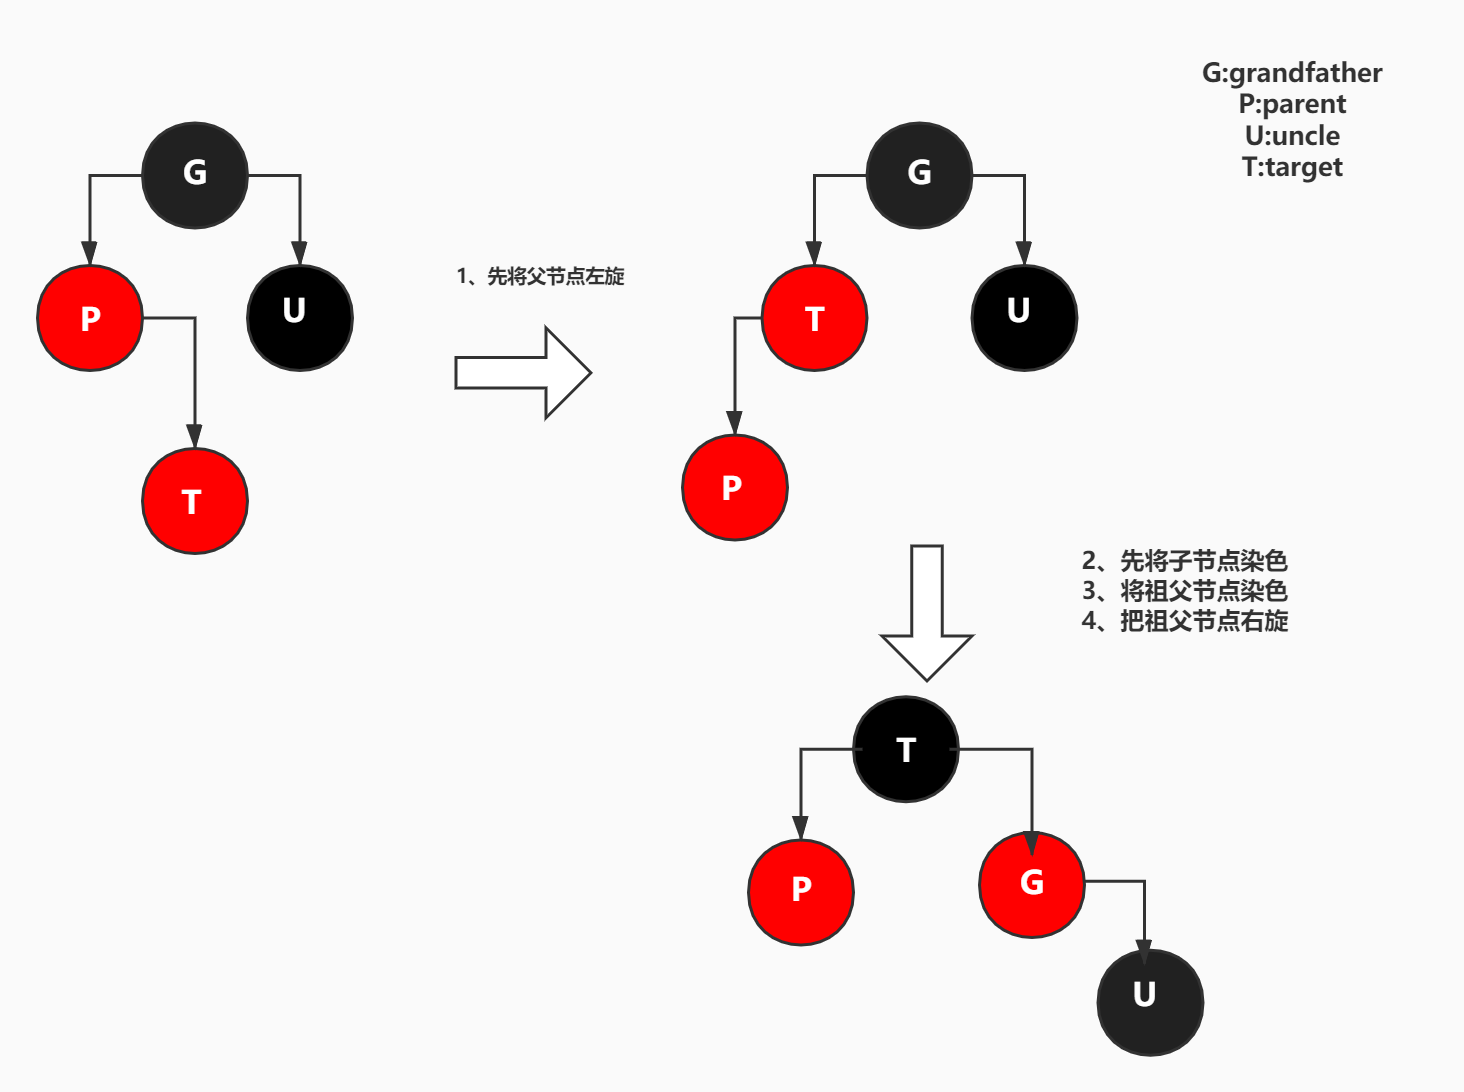 G:grandfather
P:parent
U:uncle
T:target
G
P
U
T
1、先将父节点左旋
G
T
U
P
2、先将子节点染色
3、将祖父节点染色
4、把祖父节点右旋
T
P
G
U